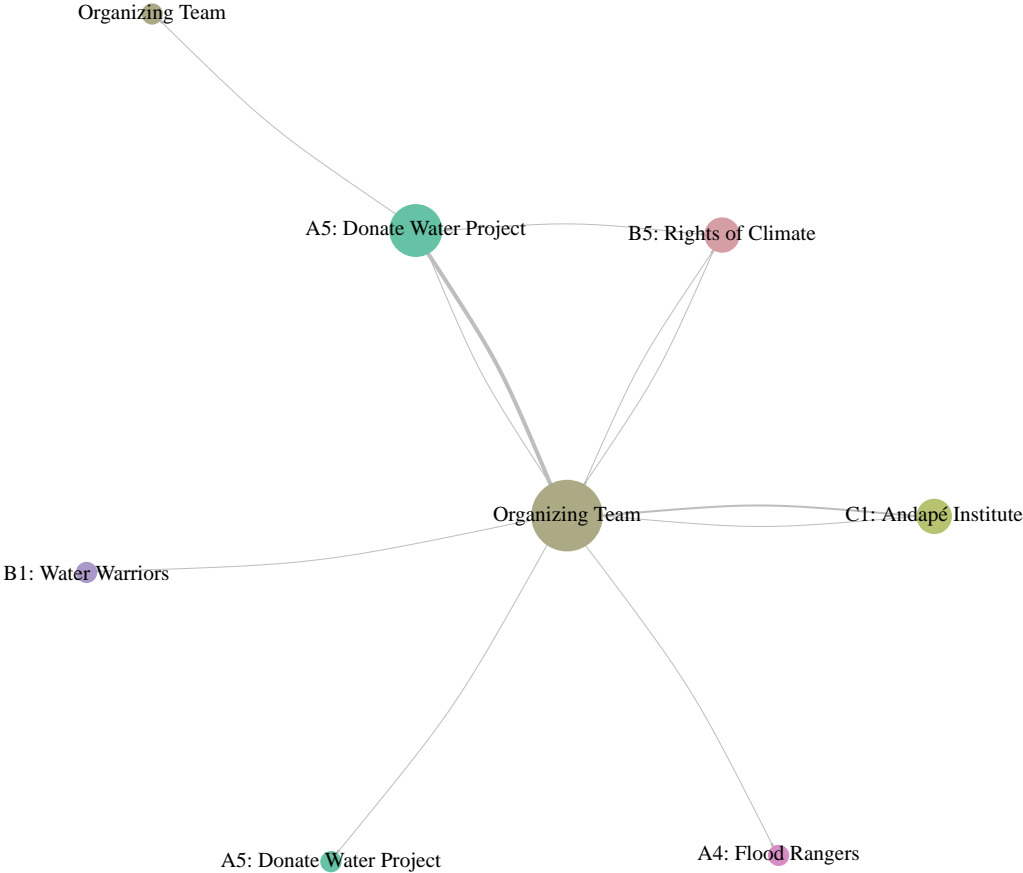 Organizing Team
A5: Donate Water Project
B5: Rights of Climate
Organizing Team
C1: Andapé Institute
B1: Water Warriors
A5: Donate Water Project
A4: Flood Rangers